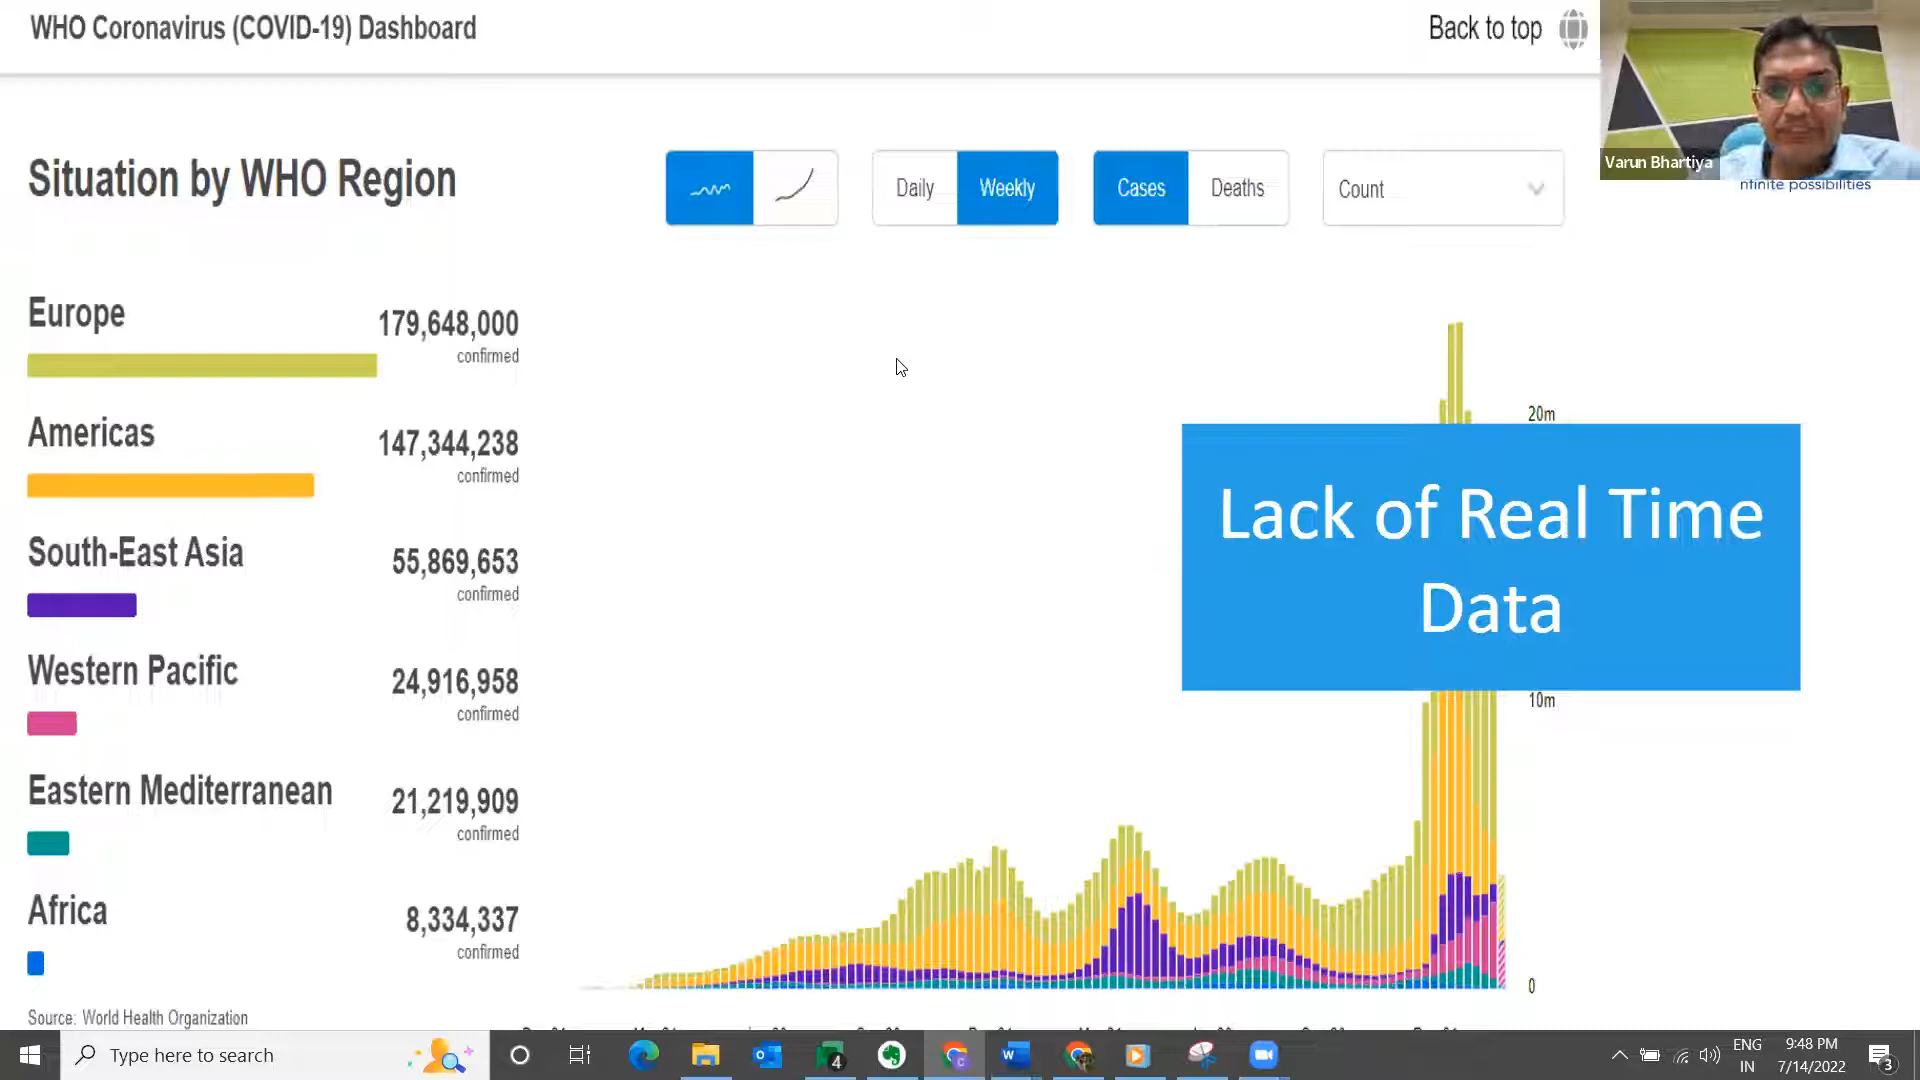 WHO Coronavirus (COVID-19) Dashboard
Back to top
Varun Bhartiya
nfinite possibilities
Situation by WHO Region
Daily
Weekly
Cases
Deaths
Count
Europe
179,648,000
confirmed
Americas
147,344,238
confirmed
South-East Asia
55,869,653
confirmed
Western Pacific
24,916,958
confirmed
Eastern Mediterranean
21,219,909
confirmed
Africa
8,334,337
confirmed
Source: World Health Organization
20m
Lack of Real Time
Data
10m
0
Type here to search
4
ENG
IN
9:48 PM
7/14/2022
3